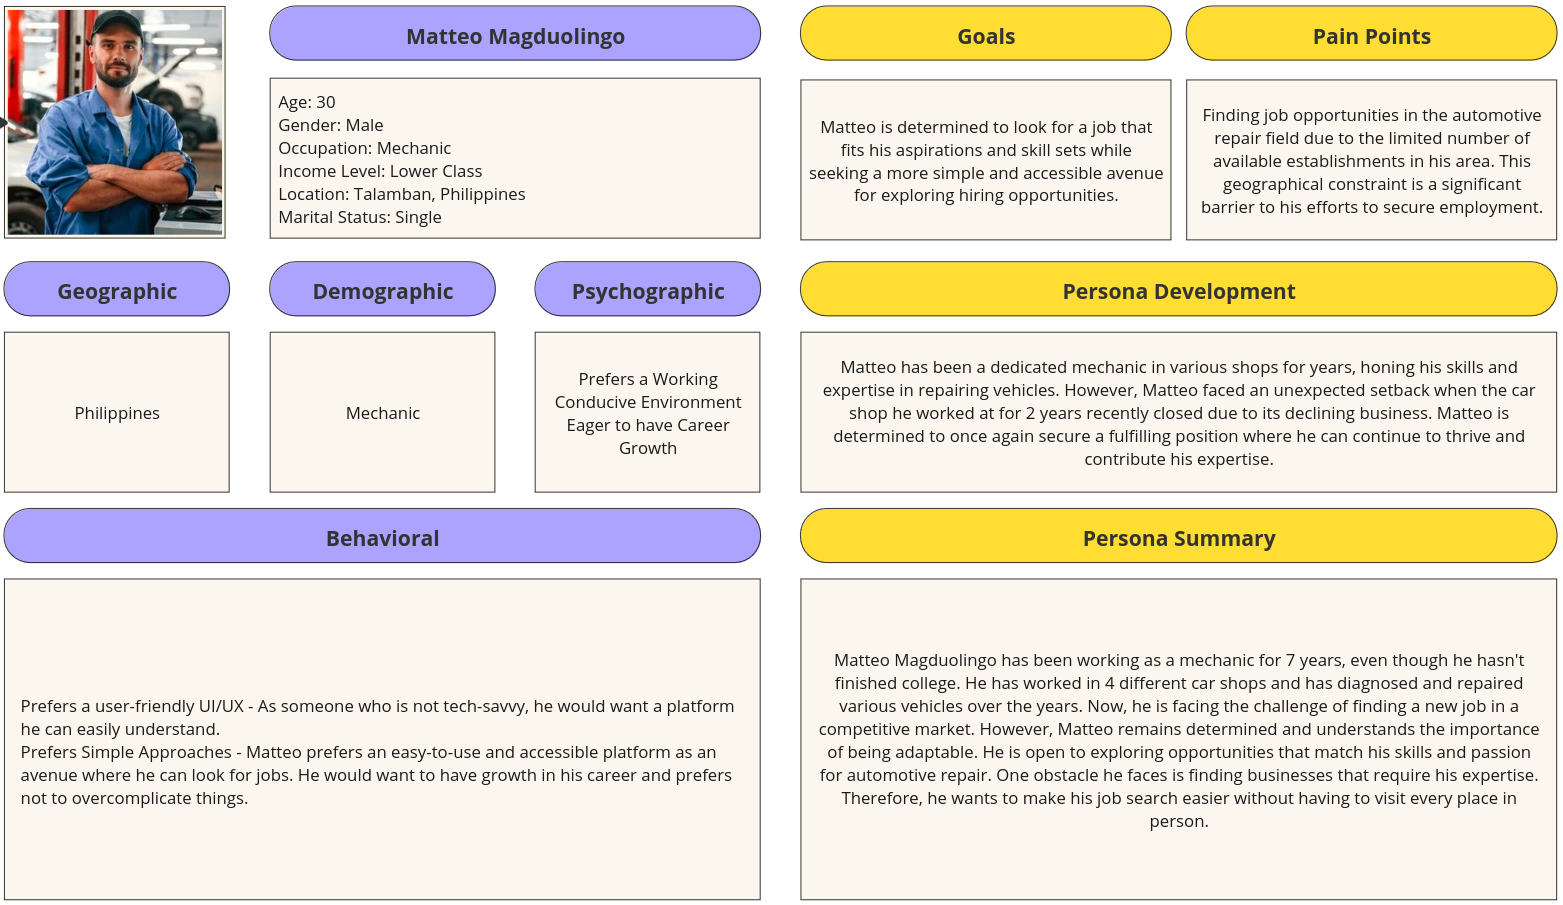 Matteo Magduolingo
Age: 30
Gender: Male
Occupation: Mechanic
Income Level: Lower Class
Location: Talamban, Philippines
Marital Status: Single
Goals
Matteo is determined to look for a job that
fits his aspirations and skill sets while
seeking a more simple and accessible avenue
for exploring hiring opportunities.
Pain Points
Finding job opportunities in the automotive
repair field due to the limited number of
available establishments in his area. This
geographical constraint is a significant
barrier to his efforts to secure employment.
Geographic
Philippines
Demographic
Mechanic
Psychographic
Prefers a Working
Conducive Environment
Eager to have Career
Growth
Persona Development
Matteo has been a dedicated mechanic in various shops for years, honing his skills and
expertise in repairing vehicles. However, Matteo faced an unexpected setback when the car
shop he worked at for 2 years recently closed due to its declining business. Matteo is
determined to once again secure a fulfilling position where he can continue to thrive and
contribute his expertise.
Behavioral
Prefers a user-friendly UI/UX - As someone who is not tech-savvy, he would want a platform
he can easily understand.
Prefers Simple Approaches - Matteo prefers an easy-to-use and accessible platform as an
avenue where he can look for jobs. He would want to have growth in his career and prefers
not to overcomplicate things.
Persona Summary
Matteo Magduolingo has been working as a mechanic for 7 years, even though he hasn't
finished college. He has worked in 4 different car shops and has diagnosed and repaired
various vehicles over the years. Now, he is facing the challenge of finding a new job in a
competitive market. However, Matteo remains determined and understands the importance
of being adaptable. He is open to exploring opportunities that match his skills and passion
for automotive repair. One obstacle he faces is finding businesses that require his expertise.
Therefore, he wants to make his job search easier without having to visit every place in
person.